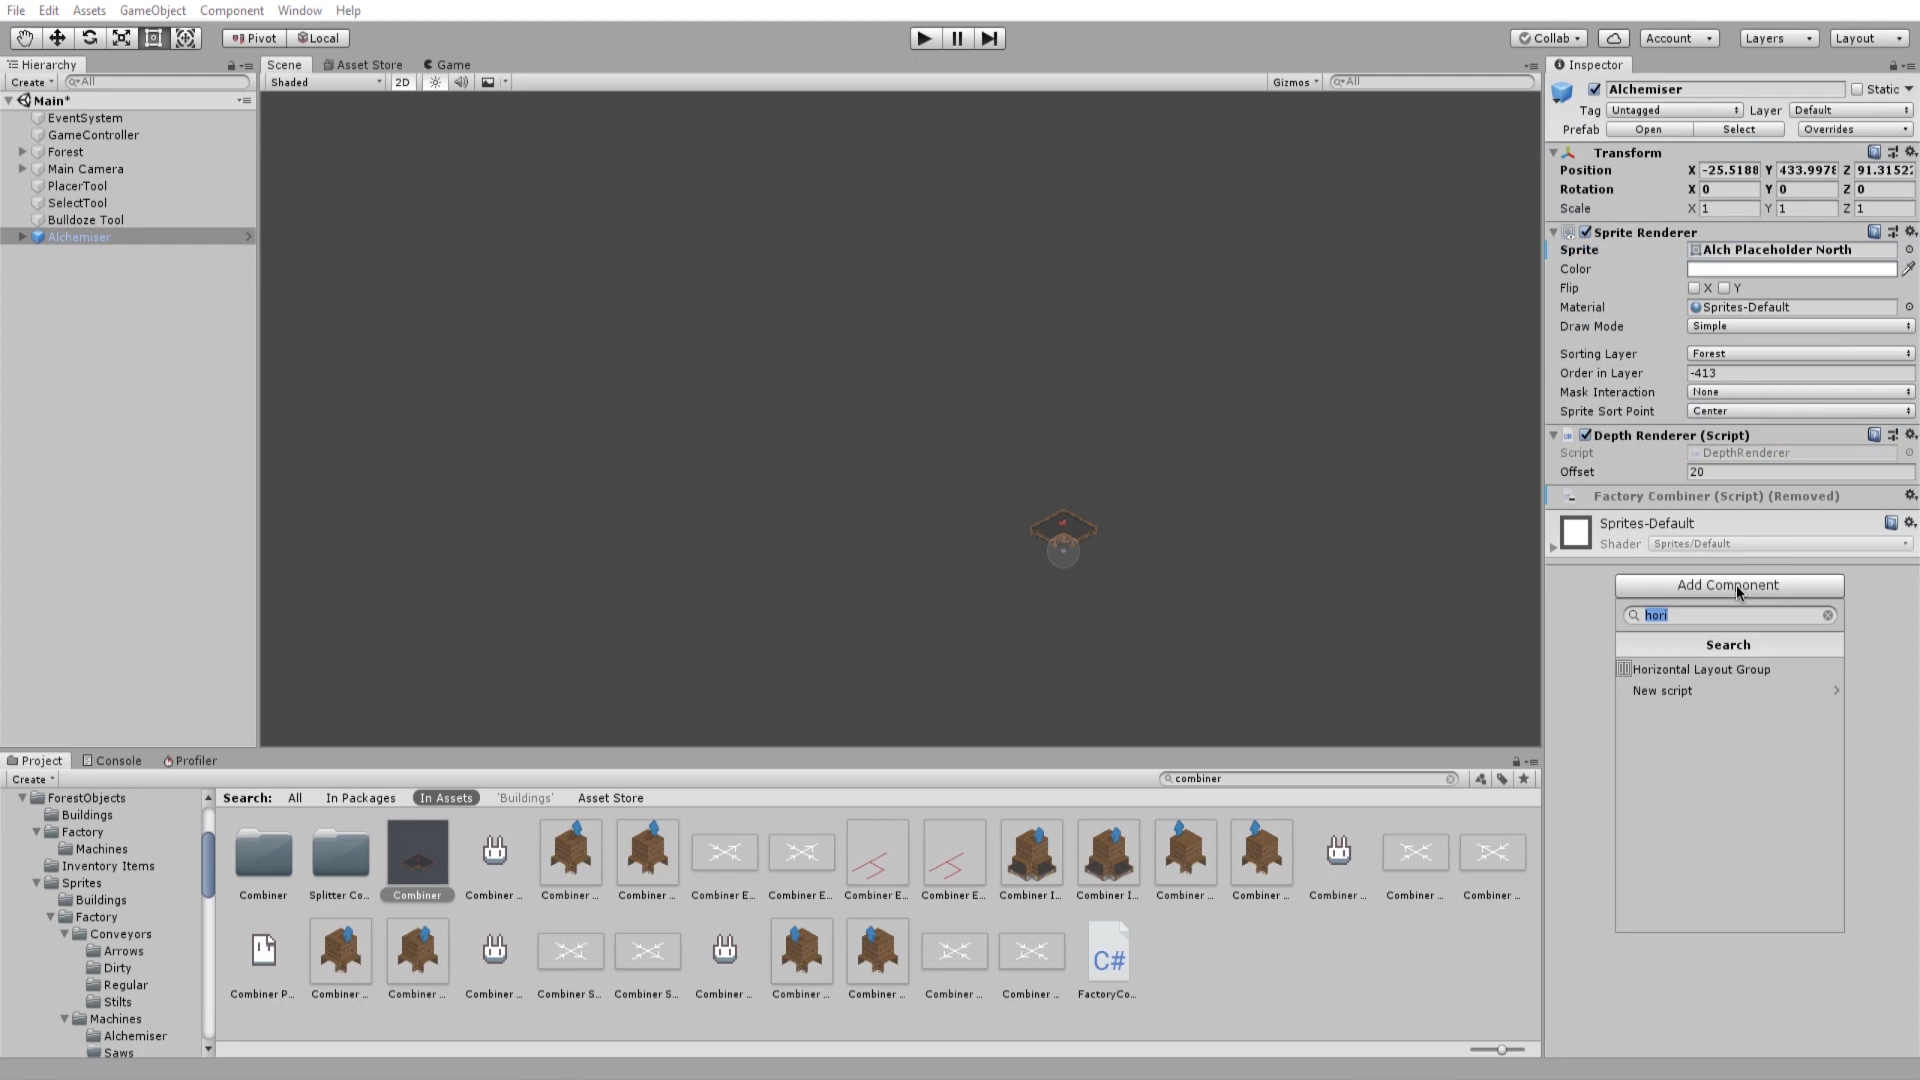 File Edit Assets GameObject Component Window Help
Pivot Local Collab Account Layers Layout
Hierarchy Scene Asset Store Game Inspector
Create All Shaded 2D Gizmos All
Main*
EventSystem
GameController
Forest
Main Camera
PlacerTool
SelectTool
Bulldoze Tool
Alchemiser
Alchemiser Static
Tag Untagged Layer Default
Prefab Open Select Overrides
Transform
Position X -25.5188 Y 433.9978 Z 91.3152
Rotation X 0 Y 0 Z 0
Scale X 1 Y 1 Z 1
Sprite Renderer
Sprite Alch Placeholder North
Color
Flip X Y
Material Sprites-Default
Draw Mode Simple
Sorting Layer Forest
Order in Layer -413
Mask Interaction None
Sprite Sort Point Center
Depth Renderer (Script)
Script DepthRenderer
Offset 20
Factory Combiner (Script) (Removed)
Sprites-Default
Shader Sprites/Default
Add Component
hori
Search
Horizontal Layout Group
New script
Project Console Profiler
Create combiner
Search: All In Packages In Assets 'Buildings' Asset Store
ForestObjects
Buildings
Factory
Machines
Inventory Items
Sprites
Buildings
Factory
Conveyors
Arrows
Dirty
Regular
Stilts
Machines
Alchemiser
Saws
Combiner Splitter Co... Combiner Combiner ... Combiner ... Combiner ... Combiner E... Combiner E... Combiner E... Combiner E... Combiner I... Combiner I... Combiner ... Combiner ... Combiner ... Combiner ... Combiner ...
Combiner P... Combiner ... Combiner ... Combiner ... Combiner S... Combiner S... Combiner ... Combiner ... Combiner ... Combiner ... Combiner ... FactoryCo...
C#